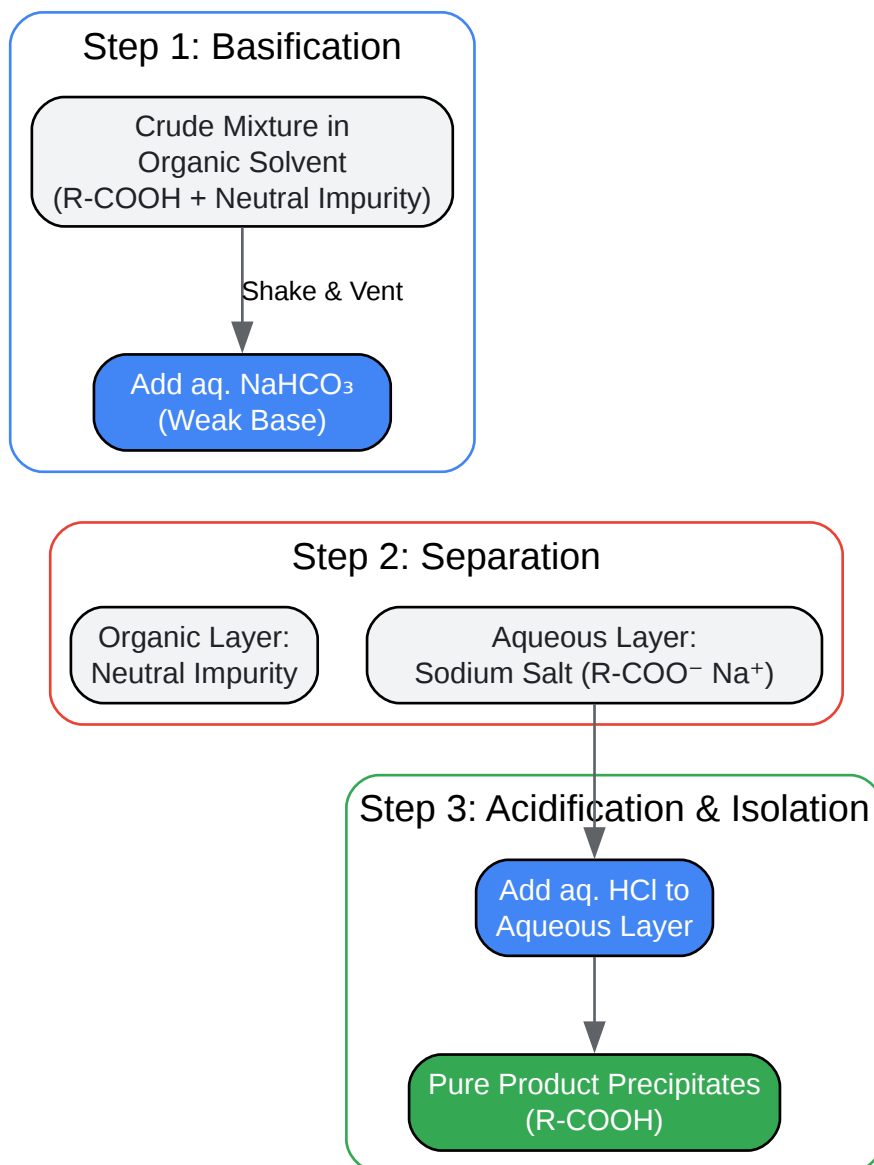 Step 1: Basification
Crude Mixture in
Organic Solvent
(R-COOH + Neutral Impurity)
Shake & Vent
Add aq. NaHCO₃
(Weak Base)
Step 2: Separation
Organic Layer:
Neutral Impurity
Aqueous Layer:
Sodium Salt (R-COO⁻ Na⁺)
Step 3: Acidification & Isolation
Add aq. HCl to
Aqueous Layer
Pure Product Precipitates
(R-COOH)